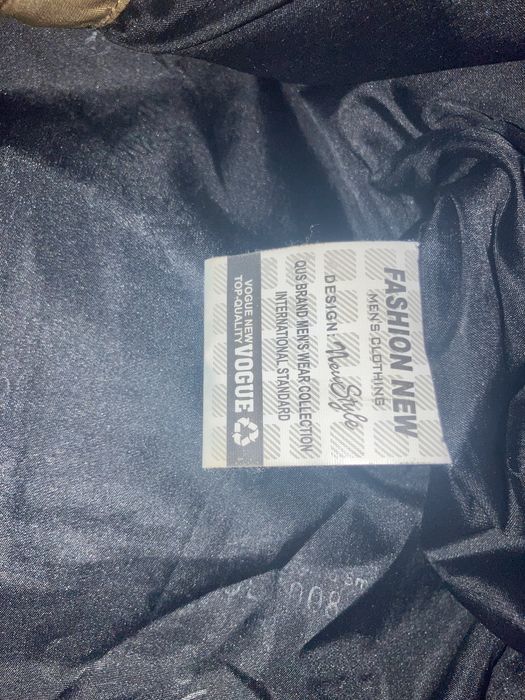 FASHION NEW
MEN'S CLOTHING
DESIGN: New Style
QUS BRAND MEN'S WEAR COLLECTION
INTERNATIONAL STANDARD
VOGUE NEW
TOP-QUALITY
VOGUE
008